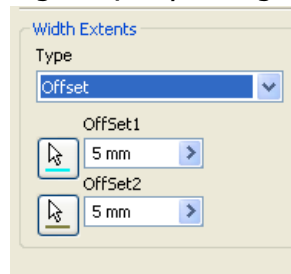 Width Extents
Type
Offset
OffSet1
5 mm
OffSet2
5 mm